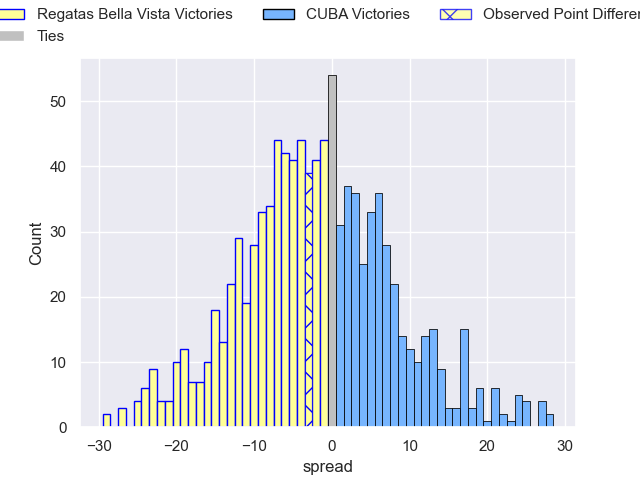 Regatas Bella Vista Victories
CUBA Victories
Observed Point Differe
Ties
Count
50
40
30
20
10
0
−30
−20
−10
0
10
20
30
spread